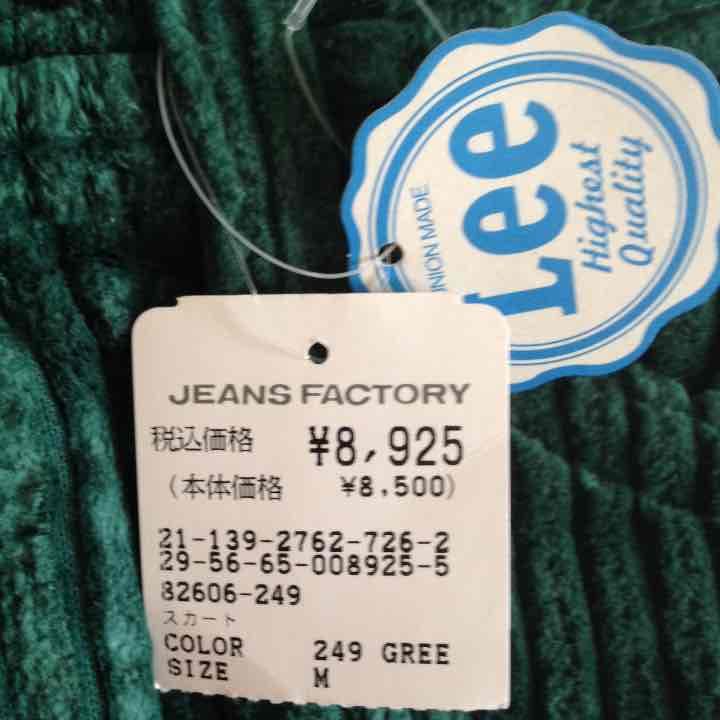 UNION MADE
Lee
Highest
Quality
JEANS FACTORY
税込価格 ¥8,925
(本体価格 ¥8,500)
21-139-2762-726-2
29-56-65-008925-5
82606-249
スカート
COLOR 249 GREE
SIZE M